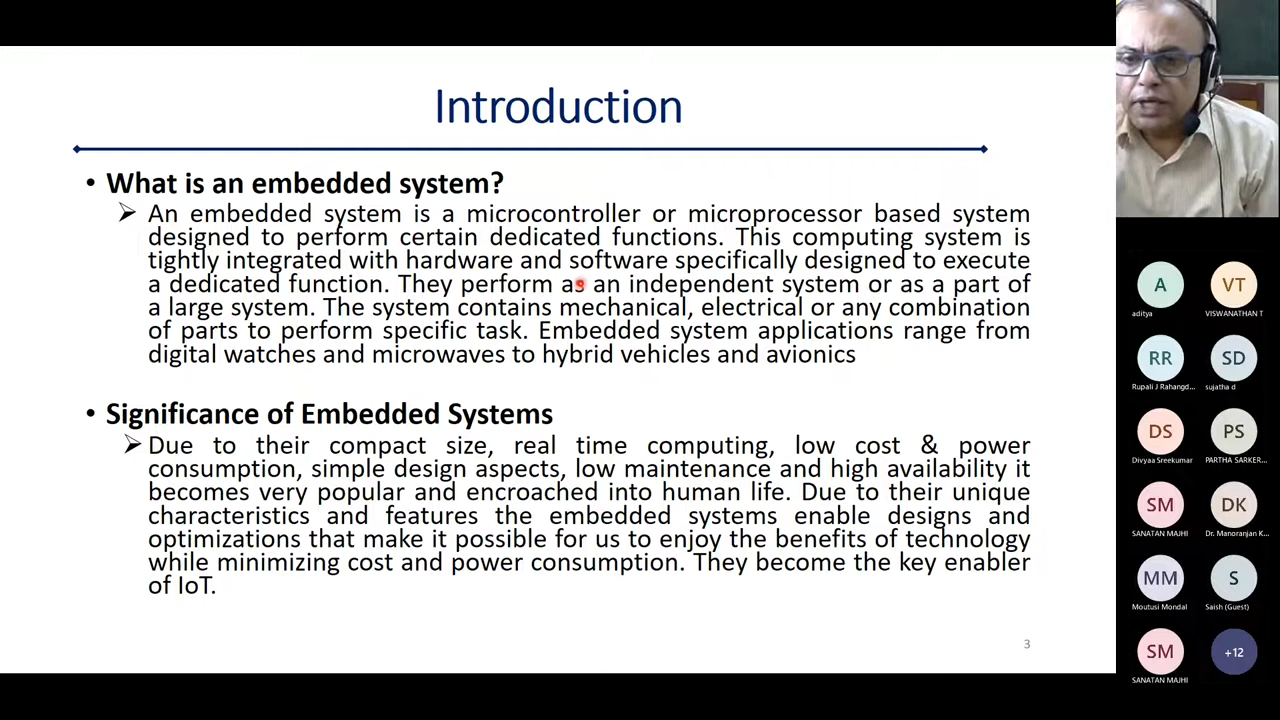 Introduction
• What is an embedded system?
➢ An embedded system is a microcontroller or microprocessor based system
designed to perform certain dedicated functions. This computing system is
tightly integrated with hardware and software specifically designed to execute
a dedicated function. They perform as an independent system or as a part of
a large system. The system contains mechanical, electrical or any combination
of parts to perform specific task. Embedded system applications range from
digital watches and microwaves to hybrid vehicles and avionics
• Significance of Embedded Systems
➢ Due to their compact size, real time computing, low cost & power
consumption, simple design aspects, low maintenance and high availability it
becomes very popular and encroached into human life. Due to their unique
characteristics and features the embedded systems enable designs and
optimizations that make it possible for us to enjoy the benefits of technology
while minimizing cost and power consumption. They become the key enabler
of IoT.
3
A
aditya
VT
VISWANATHAN T
RR
Rupali J Rahangd...
SD
sujatha d
DS
Divyaa Sreekumar
PS
PARTHA SARKER...
SM
SANATAN MAJHI
DK
Dr. Manoranjan K...
MM
Moutusi Mondal
S
Saish (Guest)
SM
SANATAN MAJHI
+12